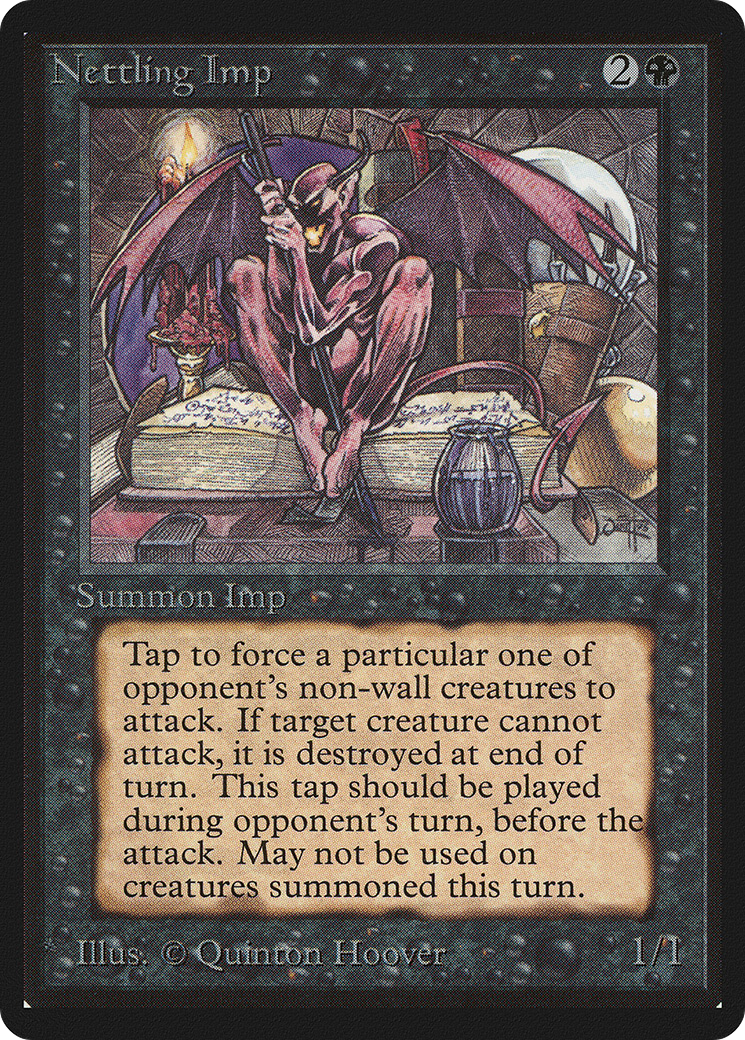 Nettling Imp 2
Summon Imp
Tap to force a particular one of
opponent's non-wall creatures to
attack. If target creature cannot
attack, it is destroyed at end of
turn. This tap should be played
during opponent's turn, before the
attack. May not be used on
creatures summoned this turn.
Illus. © Quinton Hoover 1/1